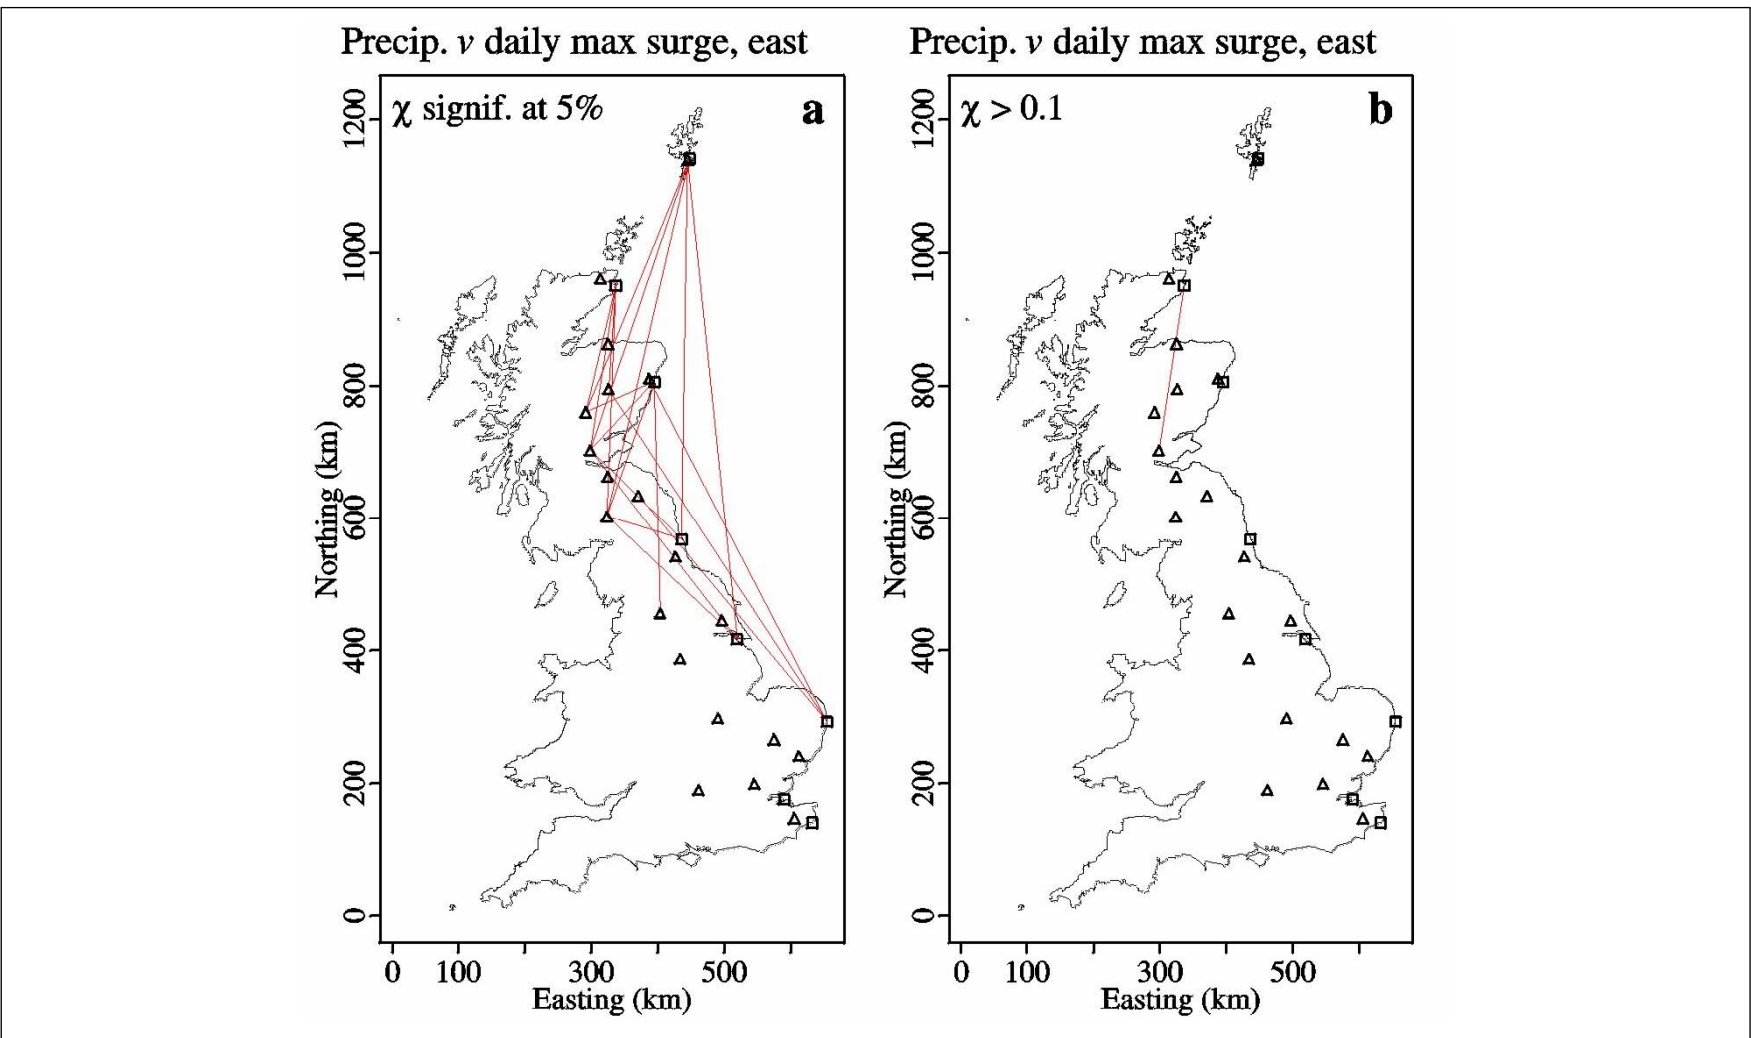 Precip. v daily max surge, east
χ signif. at 5%
a
Northing (km)
1200
1000
800
600
400
200
0
0 100 300 500
Easting (km)
Precip. v daily max surge, east
χ > 0.1
b
Northing (km)
1200
1000
800
600
400
200
0
0 100 300 500
Easting (km)